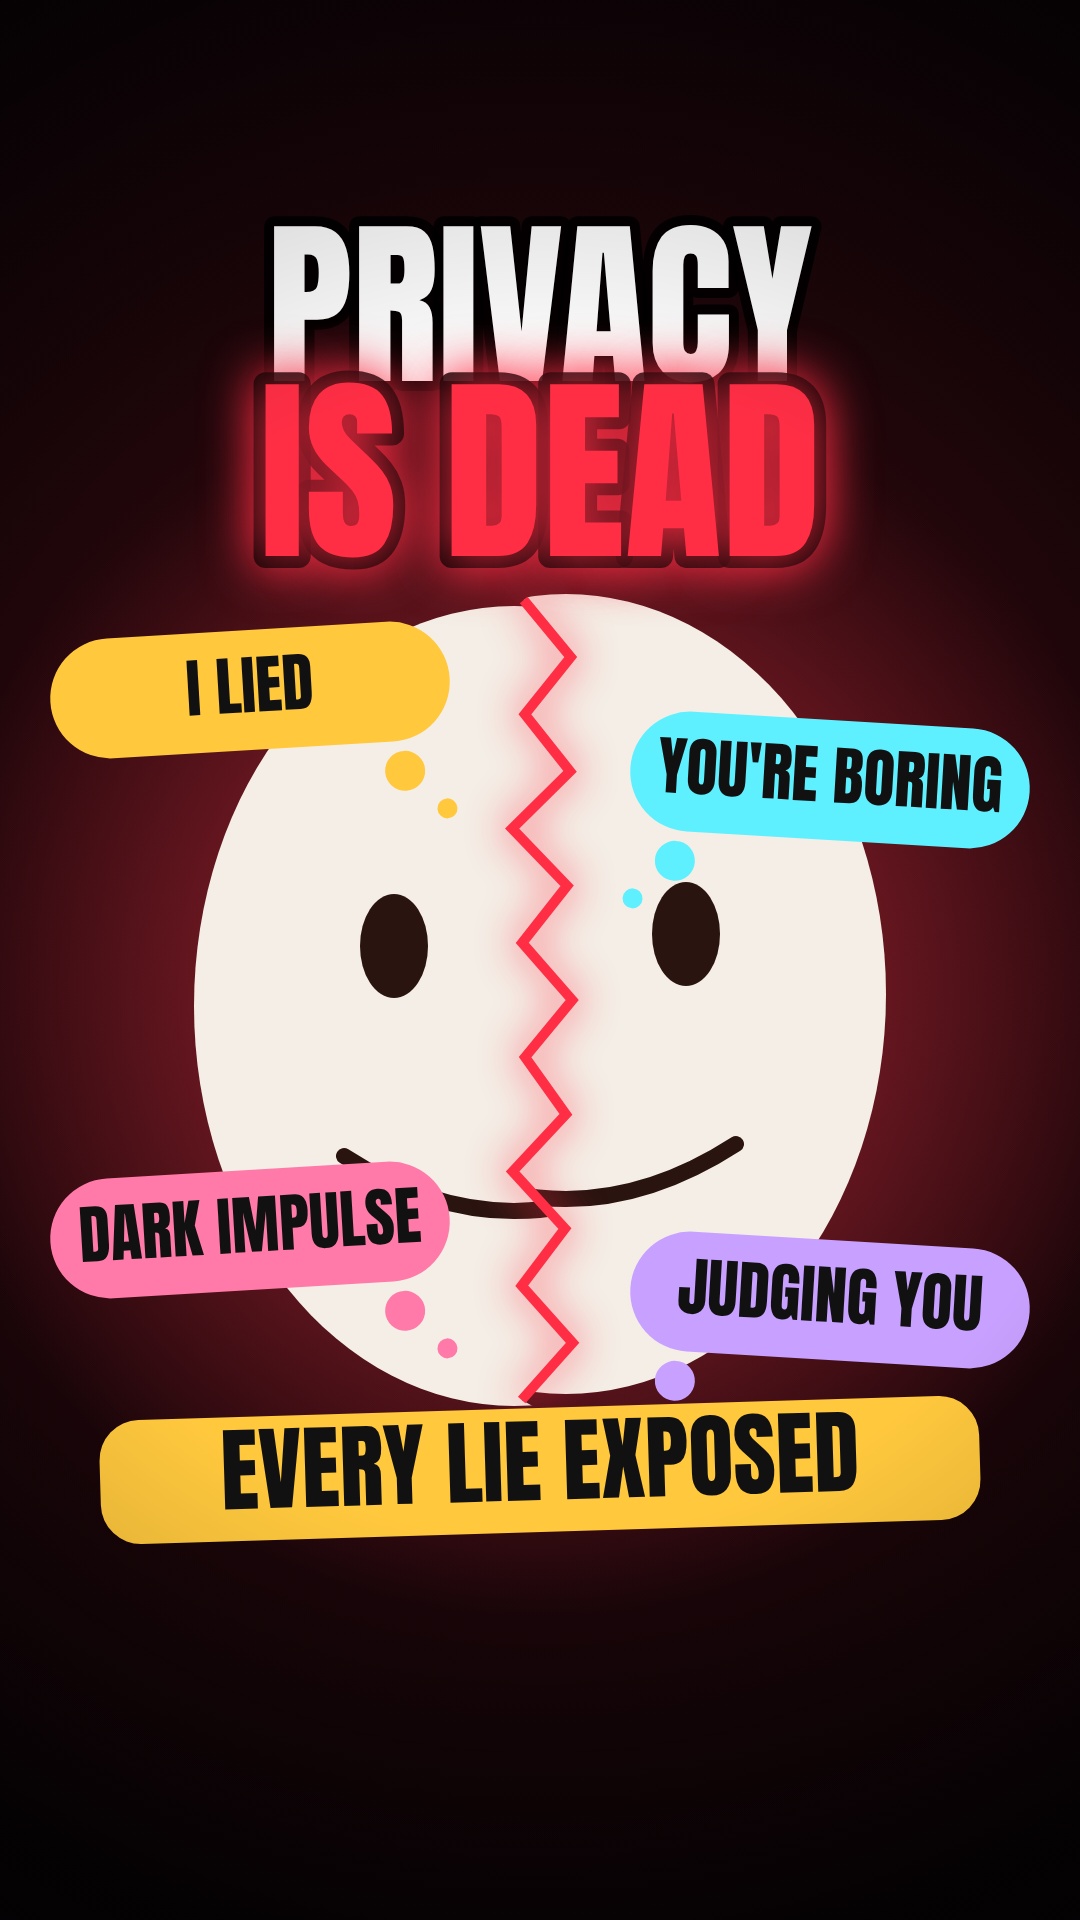 PRIVACY
IS DEAD
I LIED
YOU'RE BORING
DARK IMPULSE
JUDGING YOU
EVERY LIE EXPOSED